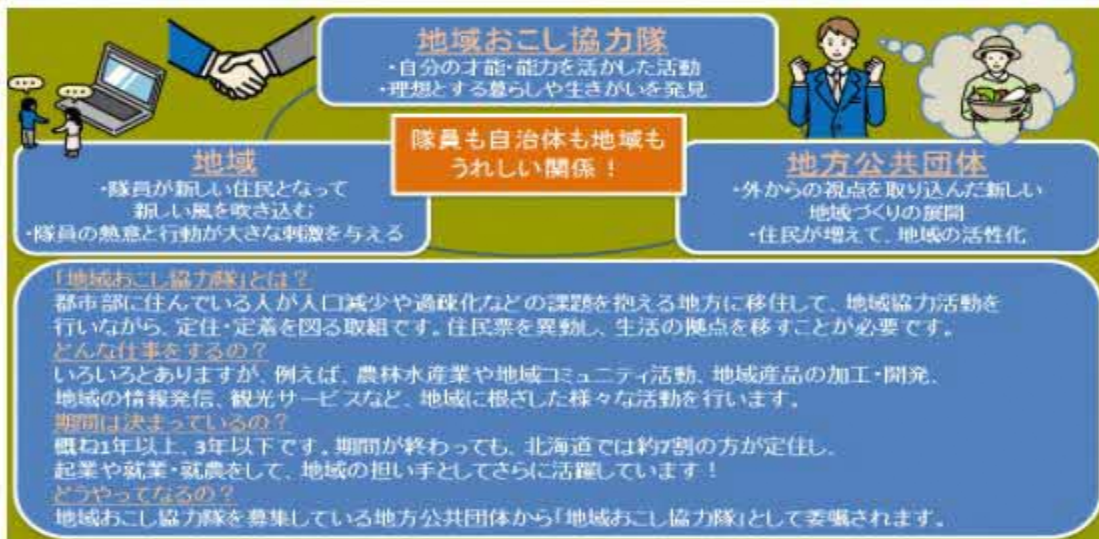 地域おこし協力隊
・自分の才能・能力を活かした活動
・理想とする暮らしや生きがいを発見
隊員も自治体も地域も
うれしい関係！
地域
・隊員が新しい住民となって
新しい風を吹き込む
・隊員の熱意と行動が大きな刺激を与える
地方公共団体
・外からの視点を取り込んだ新しい
地域づくりの展開
・住民が増えて、地域の活性化
「地域おこし協力隊」とは？
都市部に住んでいる人が人口減少や過疎化などの課題を抱える地方に移住して、地域協力活動を
行いながら、定住・定着を図る取組です。住民票を異動し、生活の拠点を移すことが必要です。
どんな仕事をするの？
いろいろとありますが、例えば、農林水産業や地域コミュニティ活動、地域産品の加工・開発、
地域の情報発信、観光サービスなど、地域に根ざした様々な活動を行います。
期間は決まっているの？
概ね1年以上、3年以下です。期間が終わっても、北海道では約7割の方が定住し、
起業や就業・就農をして、地域の担い手としてさらに活躍しています！
どうやってなるの？
地域おこし協力隊を募集している地方公共団体から「地域おこし協力隊」として委嘱されます。